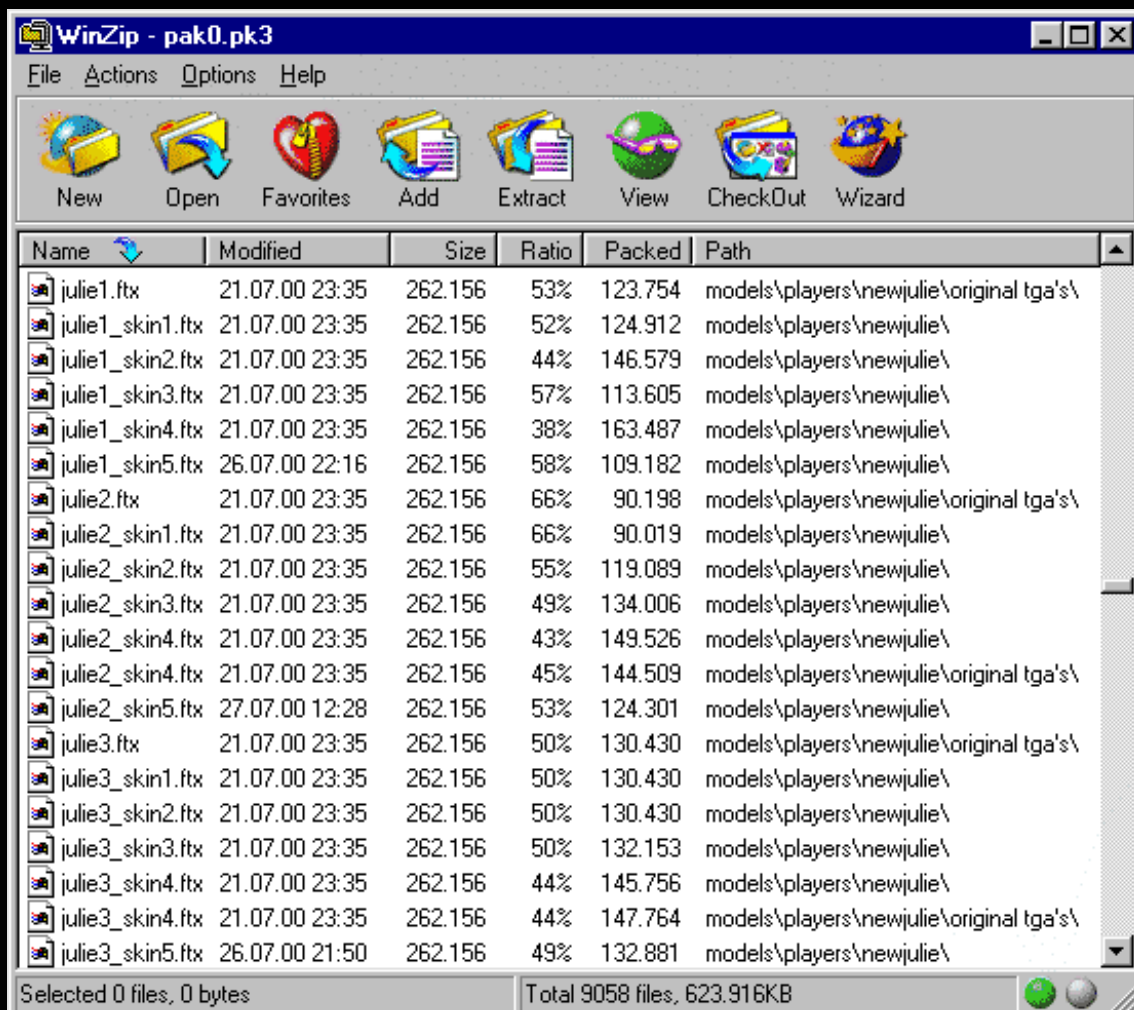 WinZip - pak0.pk3
File Actions Options Help
New Open Favorites Add Extract View CheckOut Wizard
Name Modified Size Ratio Packed Path
julie1.ftx 21.07.00 23:35 262.156 53% 123.754 models\players\newjulie\original tga's\
julie1_skin1.ftx 21.07.00 23:35 262.156 52% 124.912 models\players\newjulie\
julie1_skin2.ftx 21.07.00 23:35 262.156 44% 146.579 models\players\newjulie\
julie1_skin3.ftx 21.07.00 23:35 262.156 57% 113.605 models\players\newjulie\
julie1_skin4.ftx 21.07.00 23:35 262.156 38% 163.487 models\players\newjulie\
julie1_skin5.ftx 26.07.00 22:16 262.156 58% 109.182 models\players\newjulie\
julie2.ftx 21.07.00 23:35 262.156 66% 90.198 models\players\newjulie\original tga's\
julie2_skin1.ftx 21.07.00 23:35 262.156 66% 90.019 models\players\newjulie\
julie2_skin2.ftx 21.07.00 23:35 262.156 55% 119.089 models\players\newjulie\
julie2_skin3.ftx 21.07.00 23:35 262.156 49% 134.006 models\players\newjulie\
julie2_skin4.ftx 21.07.00 23:35 262.156 43% 149.526 models\players\newjulie\
julie2_skin4.ftx 21.07.00 23:35 262.156 45% 144.509 models\players\newjulie\original tga's\
julie2_skin5.ftx 27.07.00 12:28 262.156 53% 124.301 models\players\newjulie\
julie3.ftx 21.07.00 23:35 262.156 50% 130.430 models\players\newjulie\original tga's\
julie3_skin1.ftx 21.07.00 23:35 262.156 50% 130.430 models\players\newjulie\
julie3_skin2.ftx 21.07.00 23:35 262.156 50% 130.430 models\players\newjulie\
julie3_skin3.ftx 21.07.00 23:35 262.156 50% 132.153 models\players\newjulie\
julie3_skin4.ftx 21.07.00 23:35 262.156 44% 145.756 models\players\newjulie\
julie3_skin4.ftx 21.07.00 23:35 262.156 44% 147.764 models\players\newjulie\original tga's\
julie3_skin5.ftx 26.07.00 21:50 262.156 49% 132.881 models\players\newjulie\
Selected 0 files, 0 bytes Total 9058 files, 623.916KB